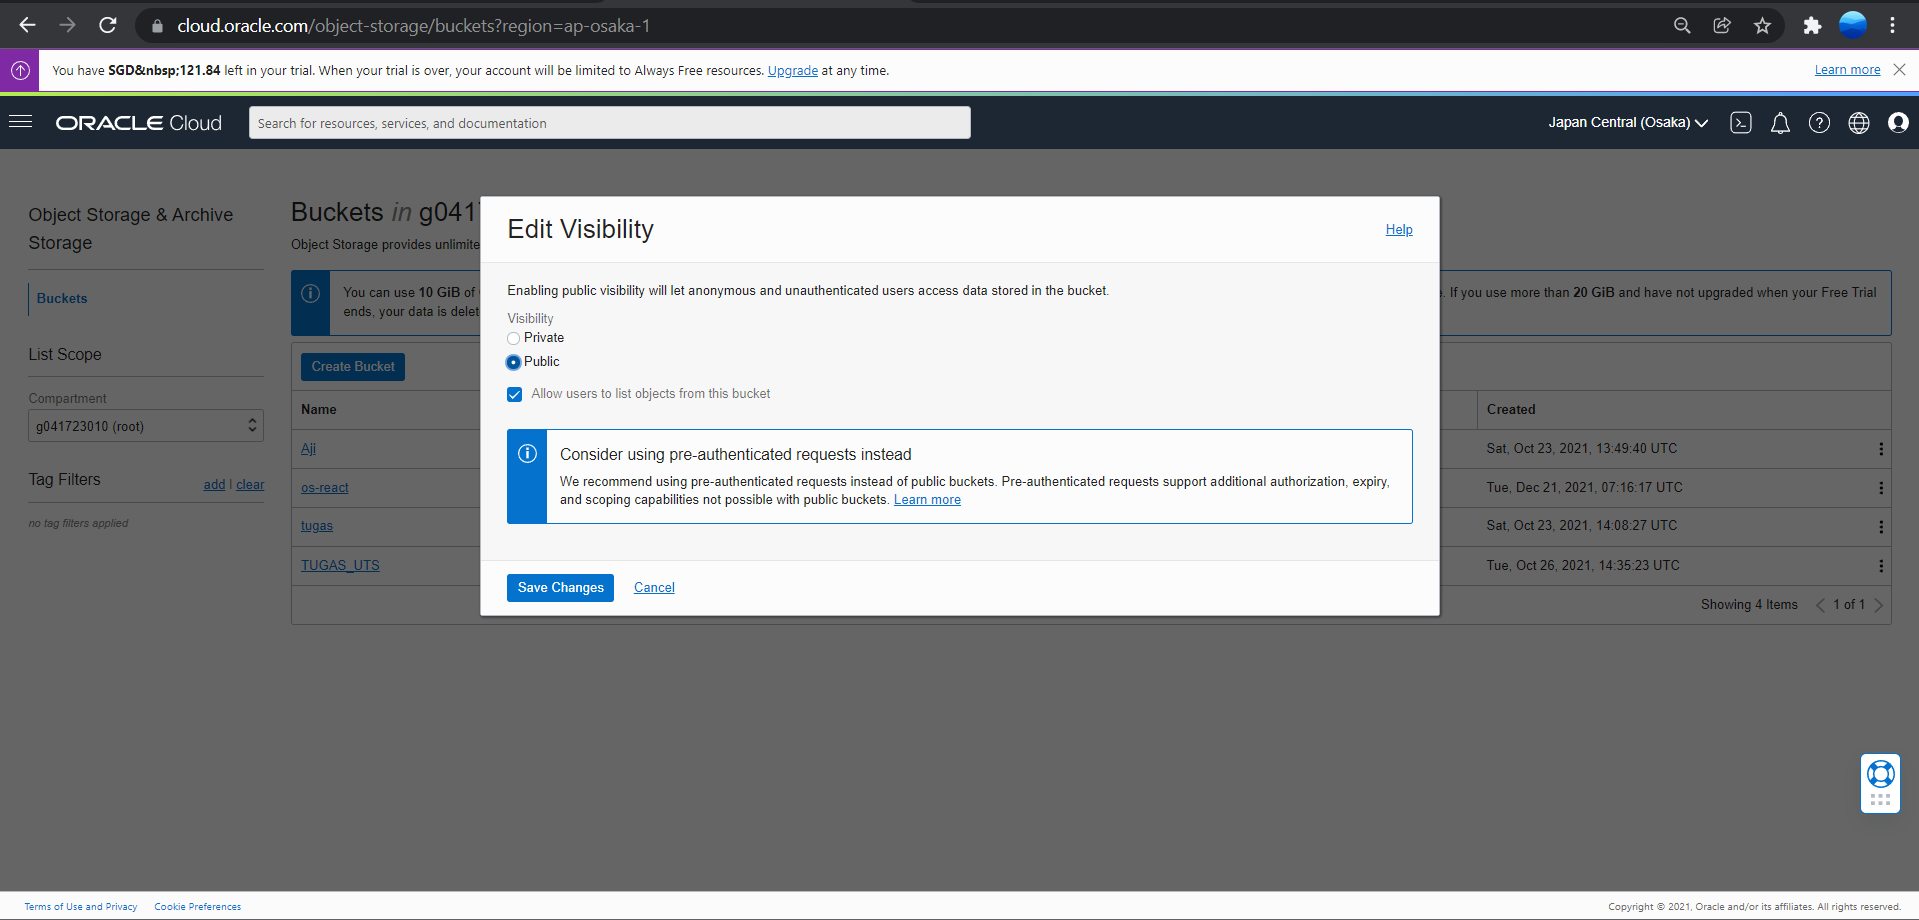 cloud.oracle.com/object-storage/buckets?region=ap-osaka-1
You have SGD&nbsp;121.84 left in your trial. When your trial is over, your account will be limited to Always Free resources. Upgrade at any time.
Learn more
ORACLE Cloud
Search for resources, services, and documentation
Japan Central (Osaka)
Object Storage & Archive
Storage
Buckets
List Scope
Compartment
g041723010 (root)
Tag Filters
add | clear
no tag filters applied
Buckets in g041
Object Storage provides unlimite
You can use 10 GiB of
ends, your data is delet
. If you use more than 20 GiB and have not upgraded when your Free Trial
Create Bucket
Name
Created
Aji
Sat, Oct 23, 2021, 13:49:40 UTC
os-react
Tue, Dec 21, 2021, 07:16:17 UTC
tugas
Sat, Oct 23, 2021, 14:08:27 UTC
TUGAS_UTS
Tue, Oct 26, 2021, 14:35:23 UTC
Showing 4 Items
1 of 1
Edit Visibility
Help
Enabling public visibility will let anonymous and unauthenticated users access data stored in the bucket.
Visibility
Private
Public
Allow users to list objects from this bucket
Consider using pre-authenticated requests instead
We recommend using pre-authenticated requests instead of public buckets. Pre-authenticated requests support additional authorization, expiry,
and scoping capabilities not possible with public buckets. Learn more
Save Changes
Cancel
Terms of Use and Privacy
Cookie Preferences
Copyright © 2021, Oracle and/or its affiliates. All rights reserved.